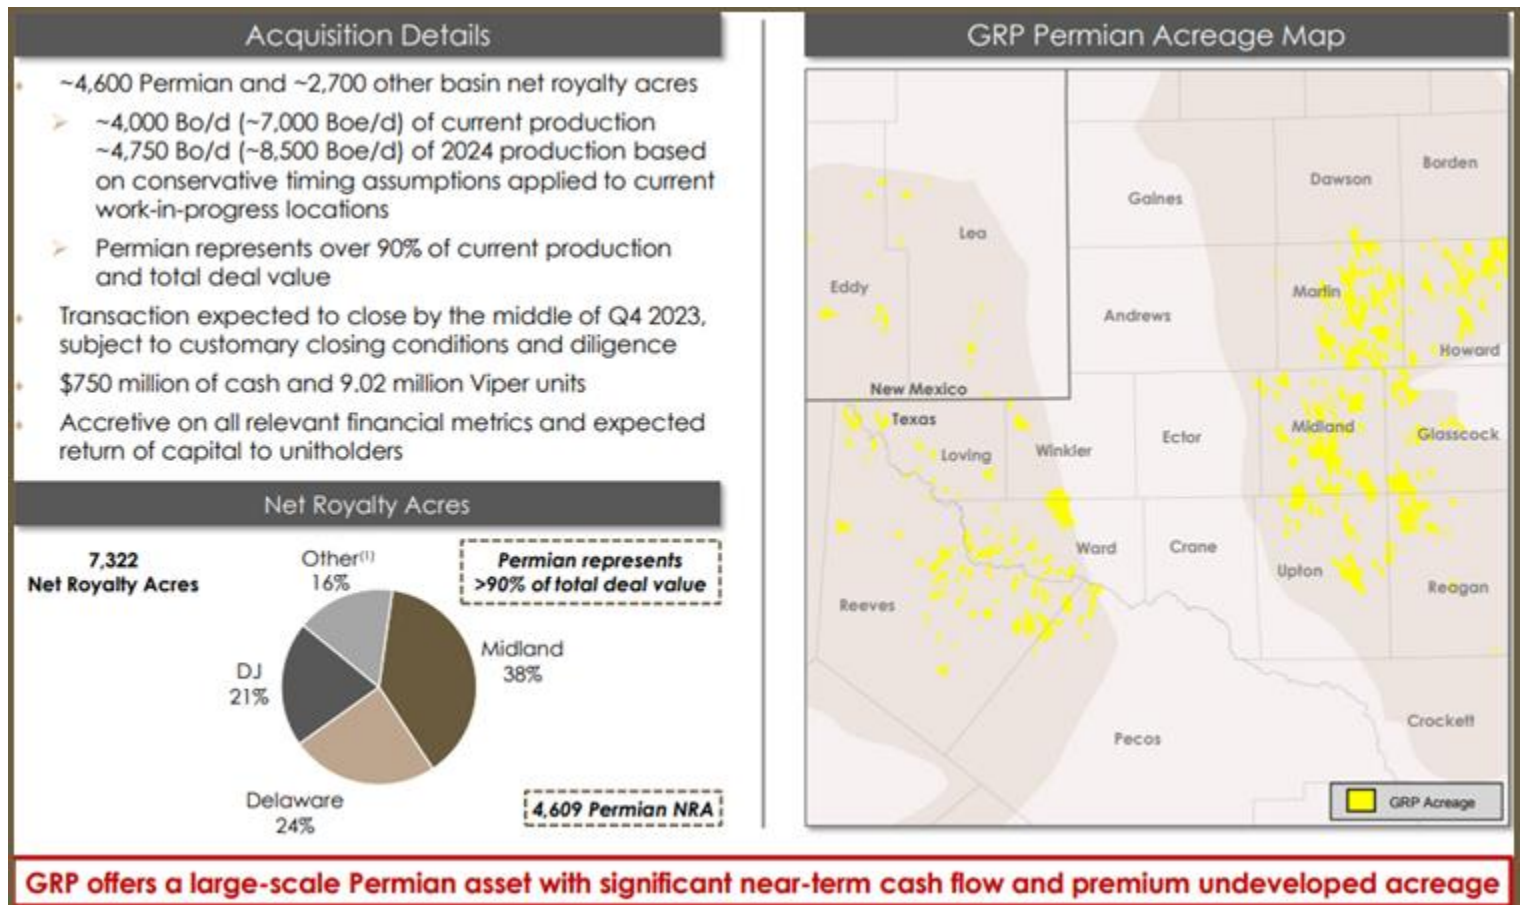 Acquisition Details
~4,600 Permian and ~2,700 other basin net royalty acres
~4,000 Bo/d (~7,000 Boe/d) of current production
~4,750 Bo/d (~8,500 Boe/d) of 2024 production based
on conservative timing assumptions applied to current
work-in-progress locations
Permian represents over 90% of current production
and total deal value
Transaction expected to close by the middle of Q4 2023,
subject to customary closing conditions and diligence
$750 million of cash and 9.02 million Viper units
Accretive on all relevant financial metrics and expected
return of capital to unitholders
Net Royalty Acres
7,322
Net Royalty Acres
Other(1)
16%
Permian represents
>90% of total deal value
Midland
38%
DJ
21%
Delaware
24%
4,609 Permian NRA
GRP Permian Acreage Map
Borden
Dawson
Gaines
Lea
Eddy
Martin
Andrews
Howard
New Mexico
Texas
Midland
Glasscock
Ector
Winkler
Loving
Ward
Crane
Upton
Reagan
Reeves
Crockett
Pecos
GRP Acreage
GRP offers a large-scale Permian asset with significant near-term cash flow and premium undeveloped acreage